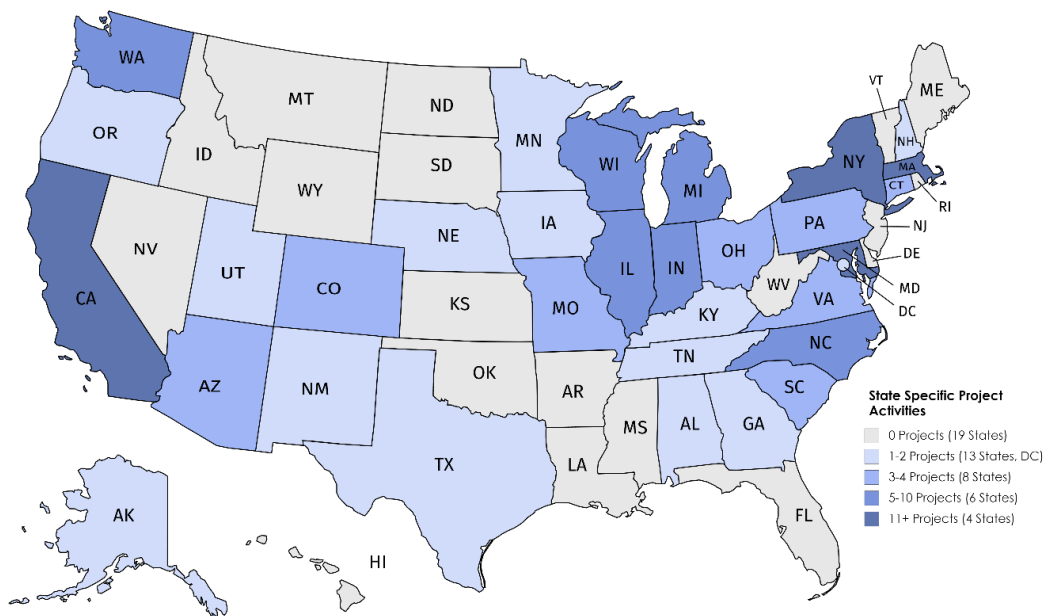 WA
MT
ND
MN
VT
ME
OR
ID
SD
WI
MI
NY
NH
MA
CT
RI
WY
IA
NE
PA
NJ
NV
UT
CO
IL
IN
OH
DE
MD
DC
CA
KS
MO
WV
VA
KY
NC
AZ
NM
OK
TN
AR
SC
MS
AL
GA
TX
LA
FL
AK
HI
State Specific Project
Activities
0 Projects (19 States)
1-2 Projects (13 States, DC)
3-4 Projects (8 States)
5-10 Projects (6 States)
11+ Projects (4 States)